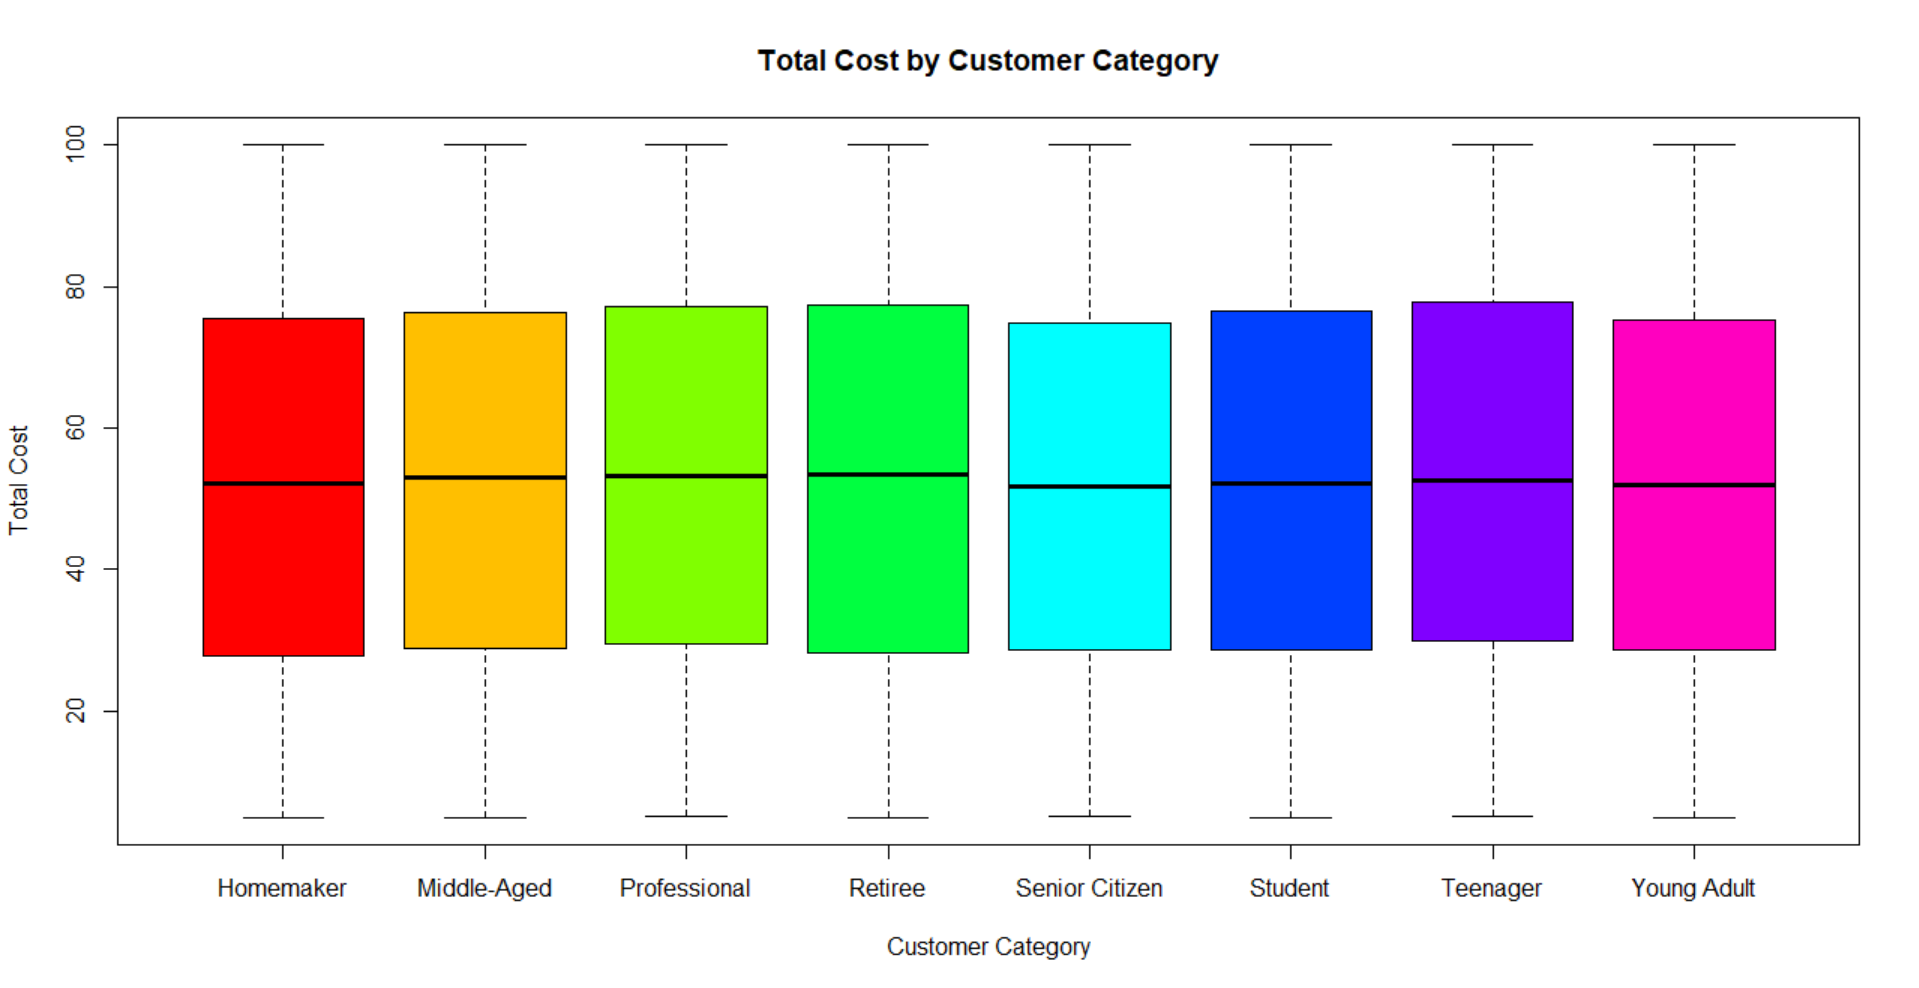 Total Cost by Customer Category
Total Cost
100
80
60
40
20
Homemaker Middle-Aged Professional Retiree Senior Citizen Student Teenager Young Adult
Customer Category